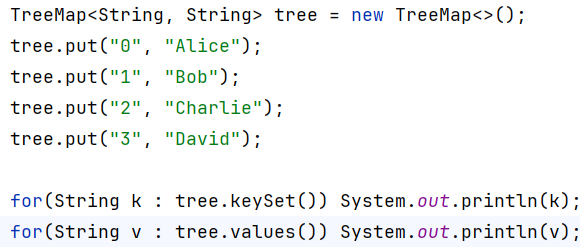 TreeMap<String, String> tree = new TreeMap<>();
tree.put("0", "Alice");
tree.put("1", "Bob");
tree.put("2", "Charlie");
tree.put("3", "David");
for(String k : tree.keySet()) System.out.println(k);
for(String v : tree.values()) System.out.println(v);